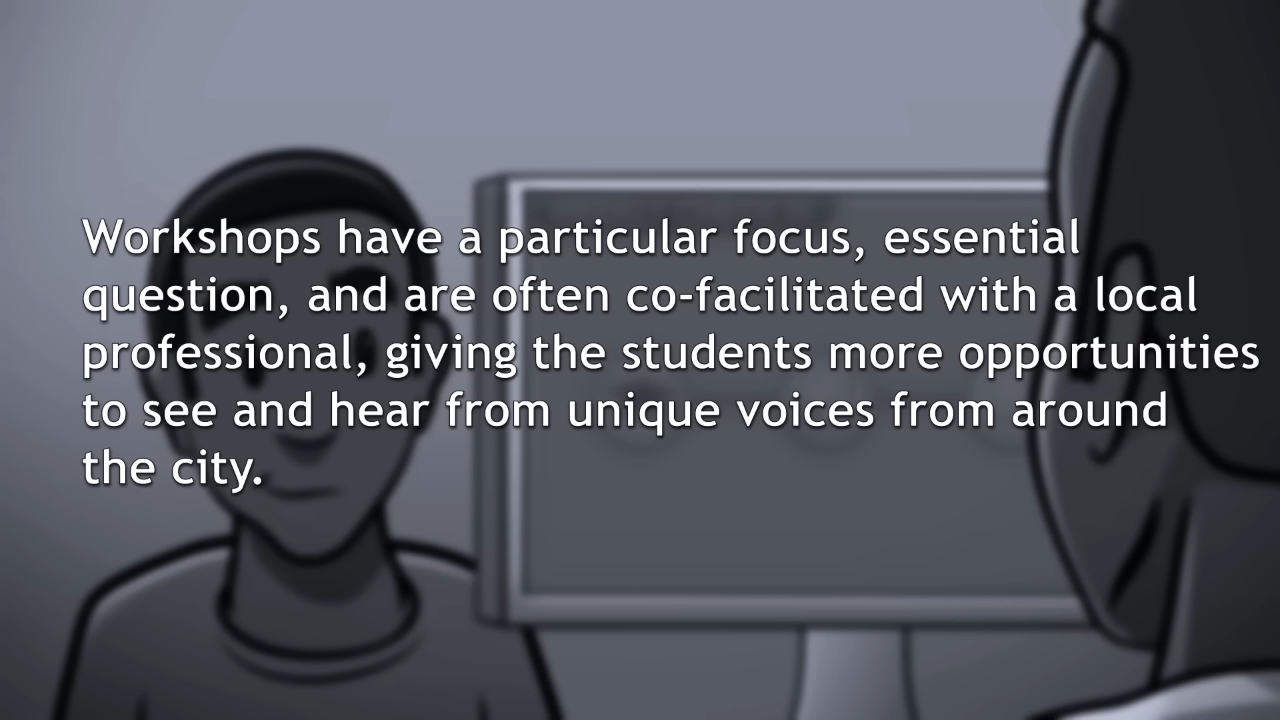 Workshops have a particular focus, essential
question, and are often co-facilitated with a local
professional, giving the students more opportunities
to see and hear from unique voices from around
the city.